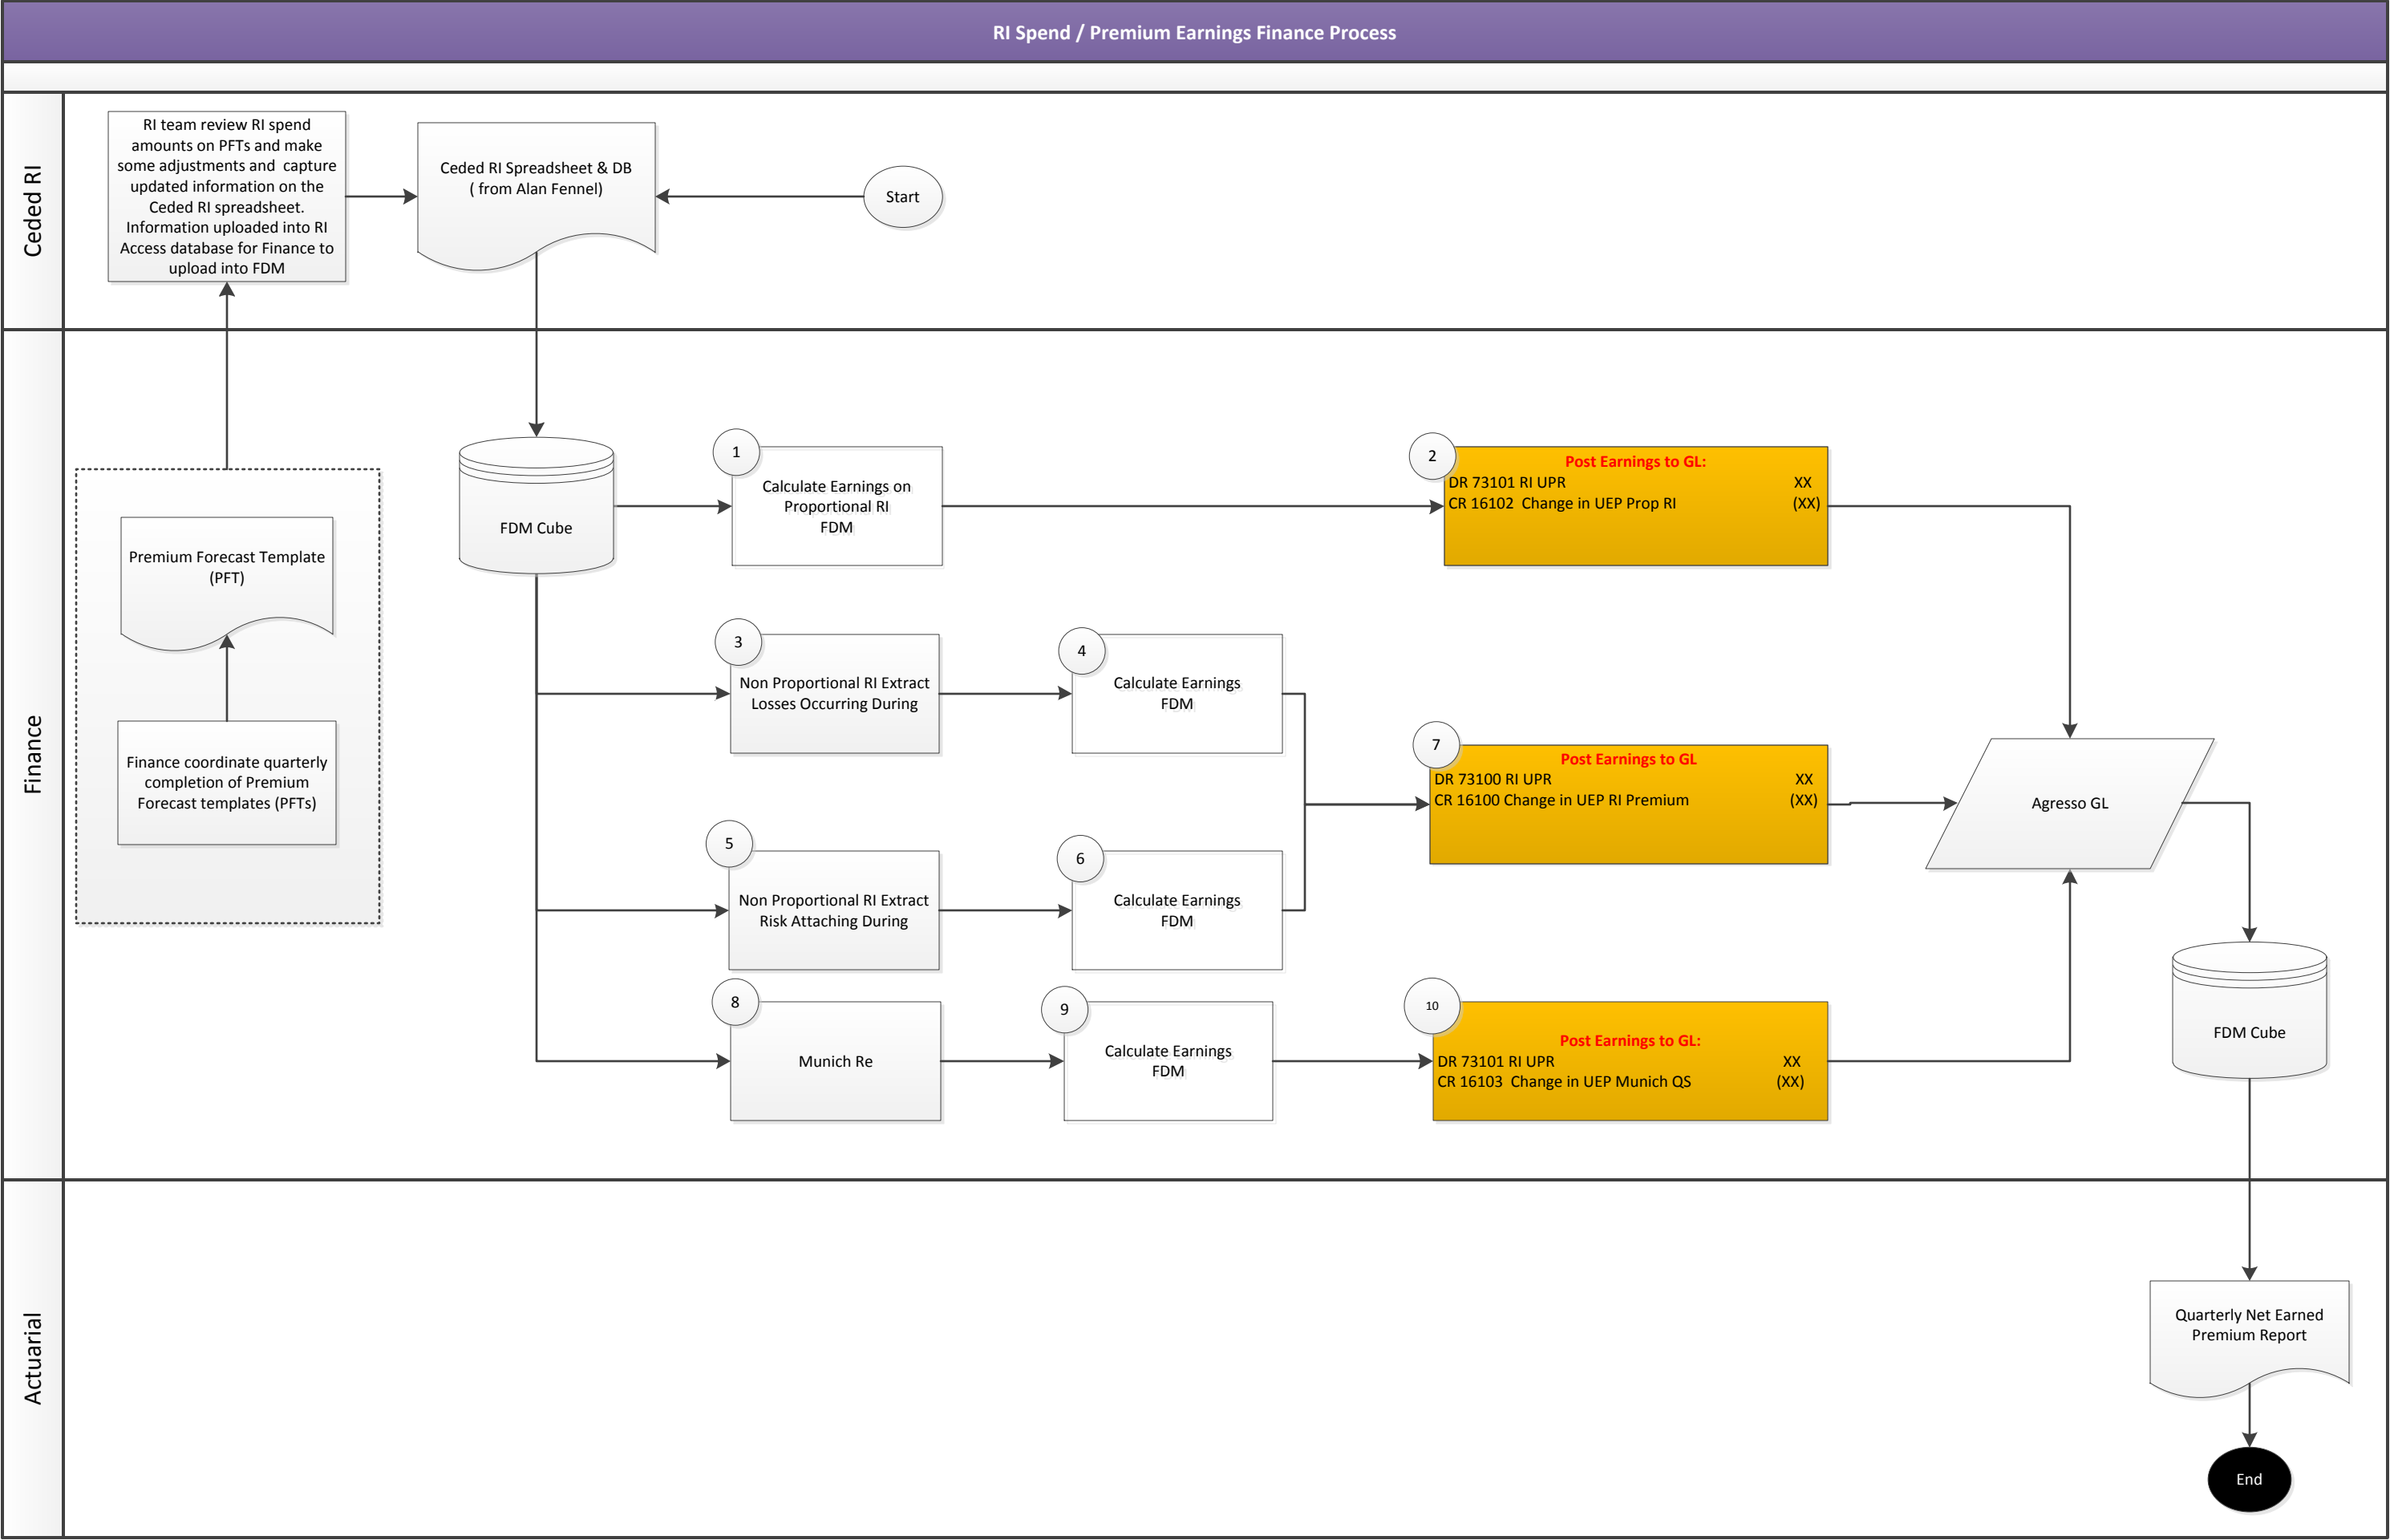 RI Spend / Premium Earnings Finance Process
Ceded RI
RI team review RI spend
amounts on PFTs and make
some adjustments and capture
updated information on the
Ceded RI spreadsheet.
Information uploaded into RI
Access database for Finance to
upload into FDM
Ceded RI Spreadsheet & DB
( from Alan Fennel)
Start
Finance
Premium Forecast Template
(PFT)
Finance coordinate quarterly
completion of Premium
Forecast templates (PFTs)
FDM Cube
1
Calculate Earnings on
Proportional RI
FDM
2
Post Earnings to GL:
DR 73101 RI UPR XX
CR 16102 Change in UEP Prop RI (XX)
3
Non Proportional RI Extract
Losses Occurring During
4
Calculate Earnings
FDM
5
Non Proportional RI Extract
Risk Attaching During
6
Calculate Earnings
FDM
7
Post Earnings to GL
DR 73100 RI UPR XX
CR 16100 Change in UEP RI Premium (XX)
8
Munich Re
9
Calculate Earnings
FDM
10
Post Earnings to GL:
DR 73101 RI UPR XX
CR 16103 Change in UEP Munich QS (XX)
Agresso GL
FDM Cube
Actuarial
Quarterly Net Earned
Premium Report
End